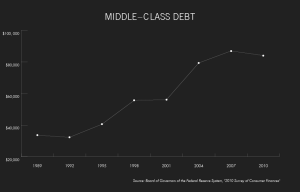 MIDDLE-CLASS DEBT
$100,000
$80,000
$60,000
$40,000
$20,000
1989 1992 1995 1998 2001 2004 2007 2010
Source: Board of Governors of the Federal Reserve System, "2010 Survey of Consumer Finances"